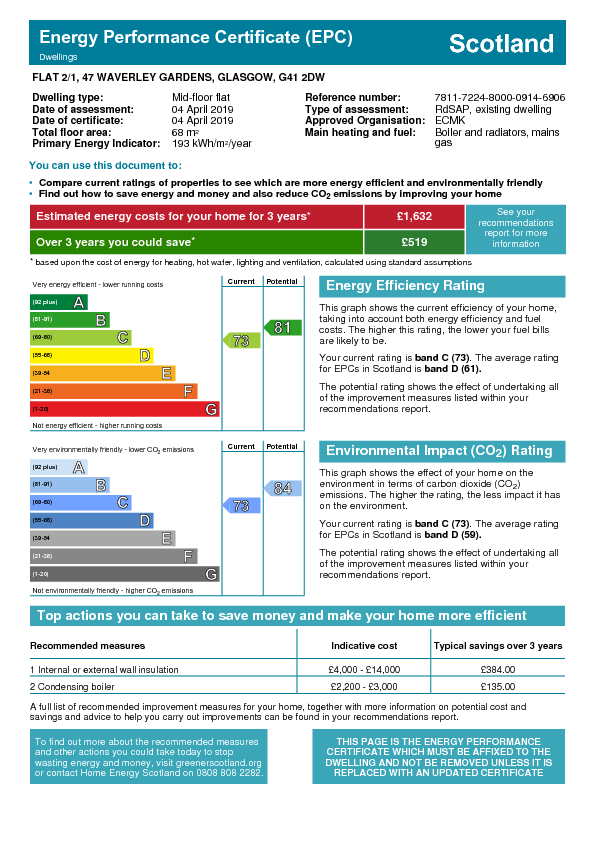 Energy Performance Certificate (EPC)
Dwellings
Scotland
FLAT 2/1, 47 WAVERLEY GARDENS, GLASGOW, G41 2DW
Dwelling type: Mid-floor flat
Date of assessment: 04 April 2019
Date of certificate: 04 April 2019
Total floor area: 68 m²
Primary Energy Indicator: 193 kWh/m²/year
Reference number: 7811-7224-8000-0914-6906
Type of assessment: RdSAP, existing dwelling
Approved Organisation: ECMK
Main heating and fuel: Boiler and radiators, mains
gas
You can use this document to:
• Compare current ratings of properties to see which are more energy efficient and environmentally friendly
• Find out how to save energy and money and also reduce CO2 emissions by improving your home
Estimated energy costs for your home for 3 years* £1,632
Over 3 years you could save* £519
See your
recommendations
report for more
information
* based upon the cost of energy for heating, hot water, lighting and ventilation, calculated using standard assumptions
Very energy efficient - lower running costs
Current Potential
(92 plus) A
(81-91) B
(69-80) C
(55-68) D
(39-54 E
(21-38) F
(1-20) G
73
81
Not energy efficient - higher running costs
Energy Efficiency Rating
This graph shows the current efficiency of your home,
taking into account both energy efficiency and fuel
costs. The higher this rating, the lower your fuel bills
are likely to be.
Your current rating is band C (73). The average rating
for EPCs in Scotland is band D (61).
The potential rating shows the effect of undertaking all
of the improvement measures listed within your
recommendations report.
Very environmentally friendly - lower CO2 emissions
Current Potential
(92 plus) A
(81-91) B
(69-80) C
(55-68) D
(39-54 E
(21-38) F
(1-20) G
73
84
Not environmentally friendly - higher CO2 emissions
Environmental Impact (CO2) Rating
This graph shows the effect of your home on the
environment in terms of carbon dioxide (CO2)
emissions. The higher the rating, the less impact it has
on the environment.
Your current rating is band C (73). The average rating
for EPCs in Scotland is band D (59).
The potential rating shows the effect of undertaking all
of the improvement measures listed within your
recommendations report.
Top actions you can take to save money and make your home more efficient
Recommended measures Indicative cost Typical savings over 3 years
1 Internal or external wall insulation £4,000 - £14,000 £384.00
2 Condensing boiler £2,200 - £3,000 £135.00
A full list of recommended improvement measures for your home, together with more information on potential cost and
savings and advice to help you carry out improvements can be found in your recommendations report.
To find out more about the recommended measures
and other actions you could take today to stop
wasting energy and money, visit greenerscotland.org
or contact Home Energy Scotland on 0808 808 2282.
THIS PAGE IS THE ENERGY PERFORMANCE
CERTIFICATE WHICH MUST BE AFFIXED TO THE
DWELLING AND NOT BE REMOVED UNLESS IT IS
REPLACED WITH AN UPDATED CERTIFICATE